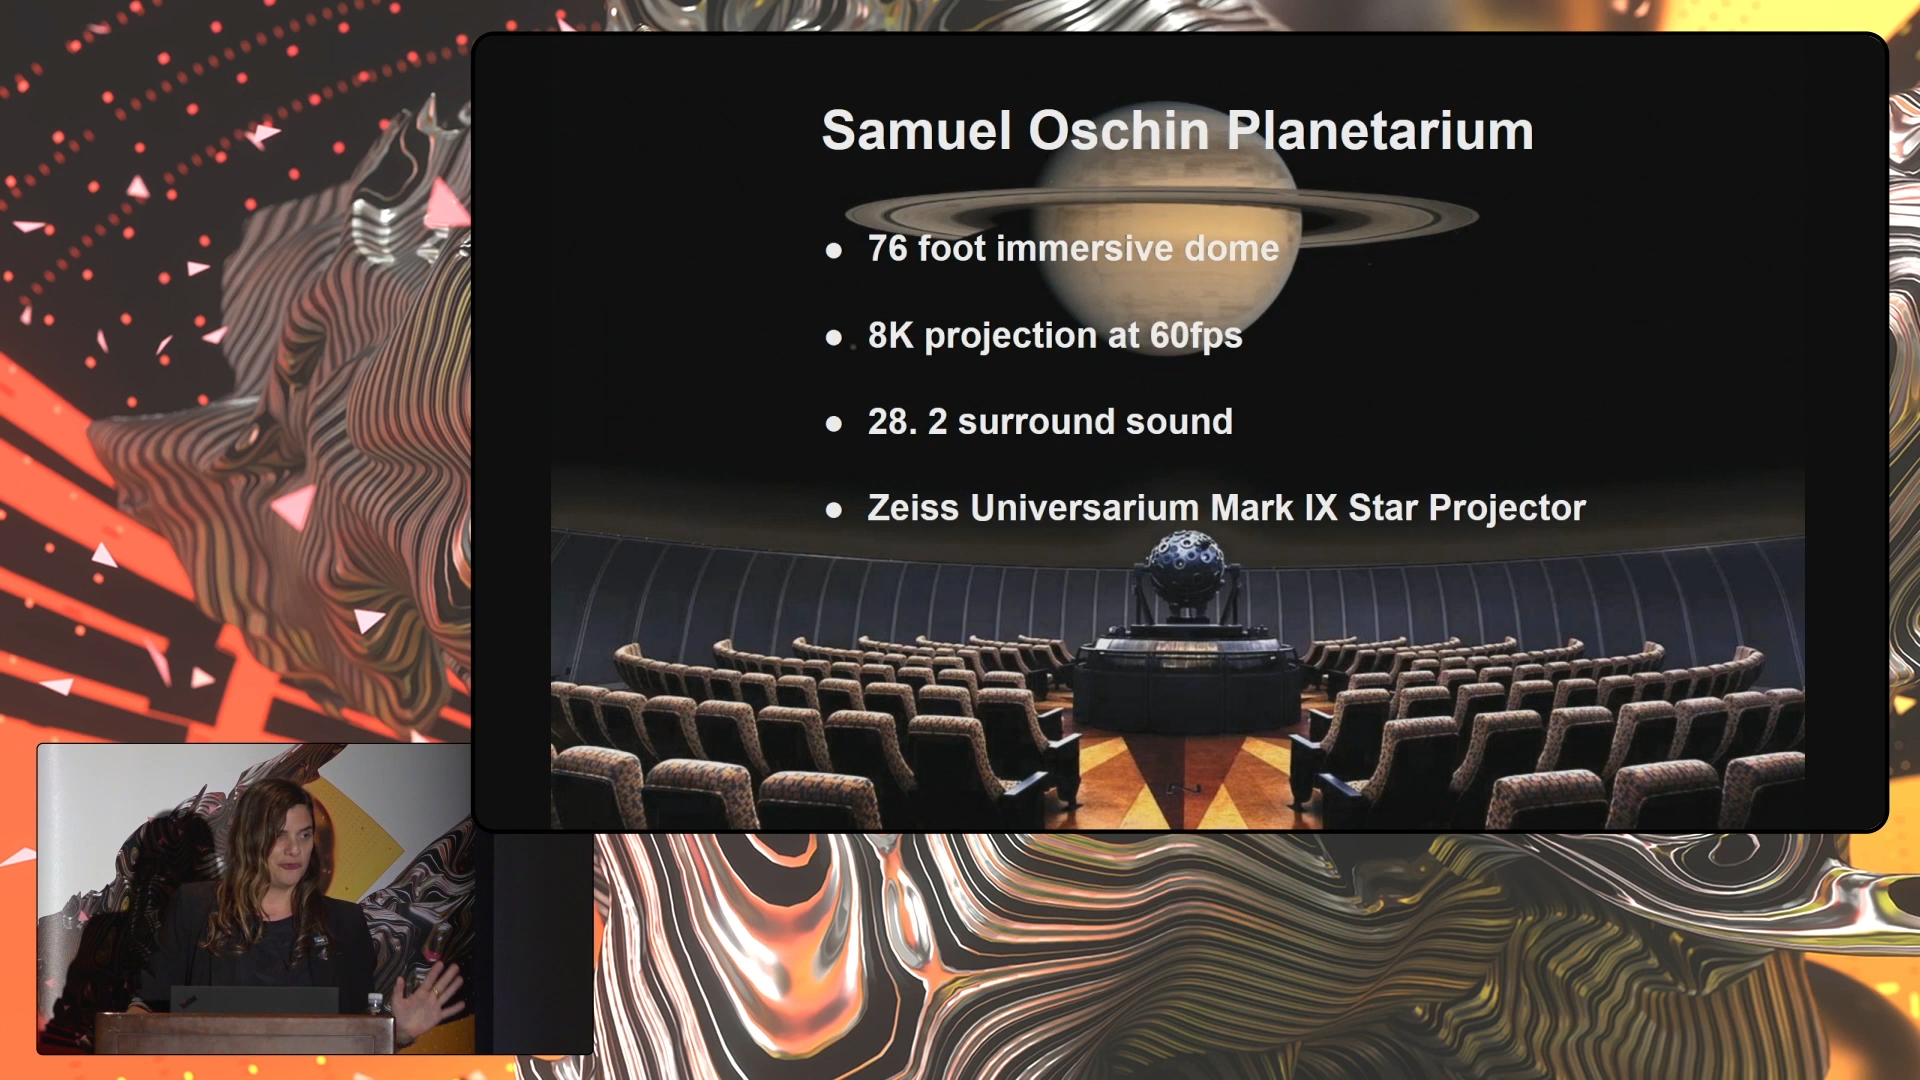 Samuel Oschin Planetarium
● 76 foot immersive dome
● 8K projection at 60fps
● 28. 2 surround sound
● Zeiss Universarium Mark IX Star Projector